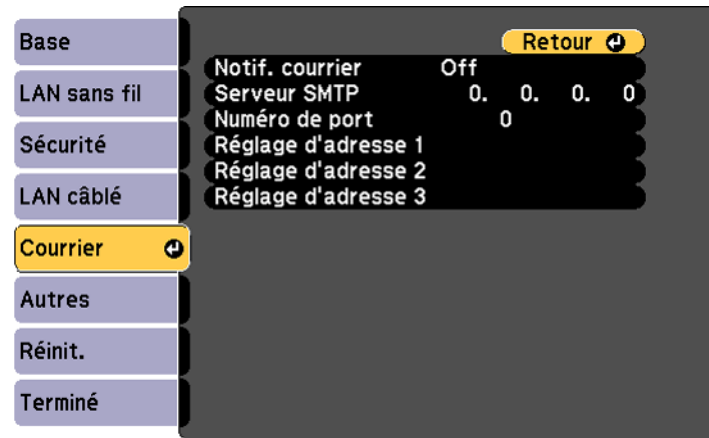 Base
LAN sans fil
Sécurité
LAN câblé
Courrier
Autres
Réinit.
Terminé
Retour
Notif. courrier Off
Serveur SMTP 0. 0. 0. 0
Numéro de port 0
Réglage d'adresse 1
Réglage d'adresse 2
Réglage d'adresse 3